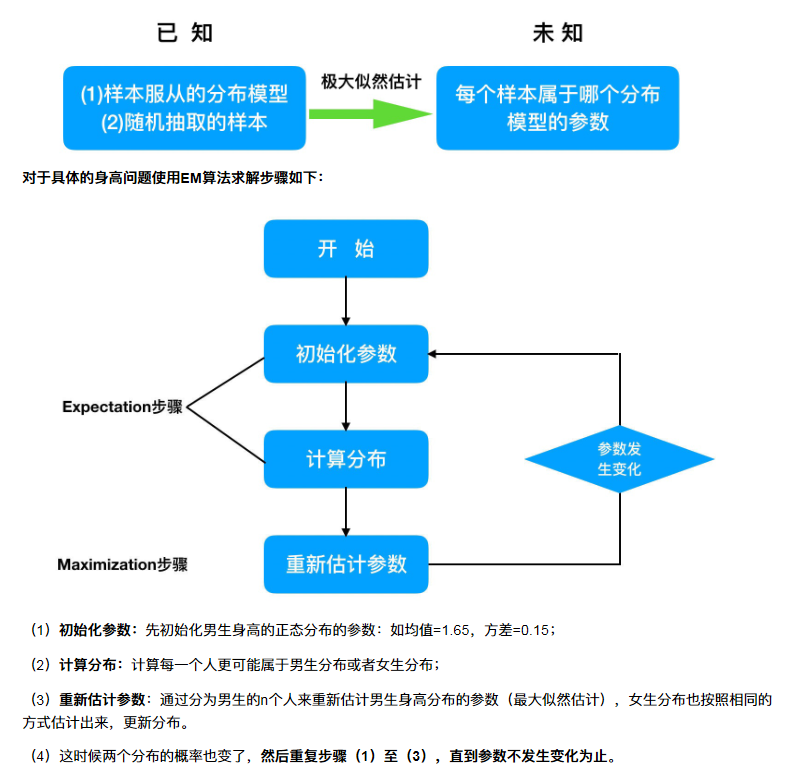 已 知
未 知
(1)样本服从的分布模型
(2)随机抽取的样本
极大似然估计
每个样本属于哪个分布
模型的参数
对于具体的身高问题使用EM算法求解步骤如下：
开 始
初始化参数
Expectation步骤
计算分布
参数发
生变化
Maximization步骤
重新估计参数
（1）初始化参数：先初始化男生身高的正态分布的参数：如均值=1.65，方差=0.15；
（2）计算分布：计算每一个人更可能属于男生分布或者女生分布；
（3）重新估计参数：通过分为男生的n个人来重新估计男生身高分布的参数（最大似然估计），女生分布也按照相同的
方式估计出来，更新分布。
（4）这时候两个分布的概率也变了，然后重复步骤（1）至（3），直到参数不发生变化为止。